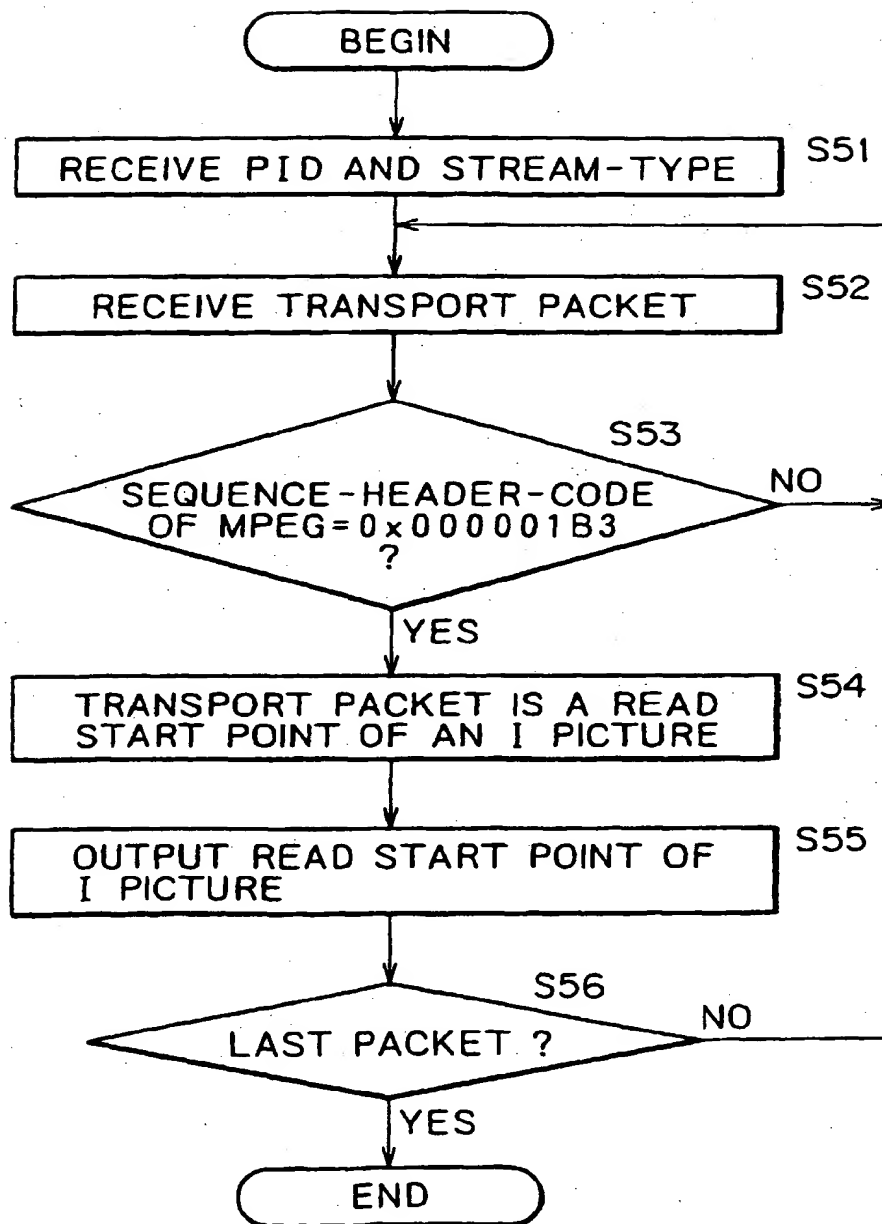 BEGIN
RECEIVE PID AND STREAM-TYPE
S51
RECEIVE TRANSPORT PACKET
S52
S53
SEQUENCE-HEADER-CODE
OF MPEG=0x000001B3
?
NO
YES
TRANSPORT PACKET IS A READ
START POINT OF AN I PICTURE
S54
OUTPUT READ START POINT OF
I PICTURE
S55
S56
LAST PACKET ?
NO
YES
END